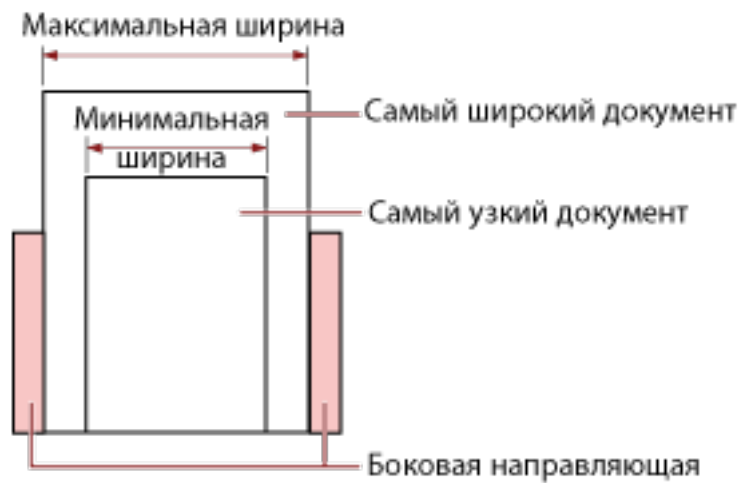 Максимальная ширина
Самый широкий документ
Минимальная
ширина
Самый узкий документ
Боковая направляющая